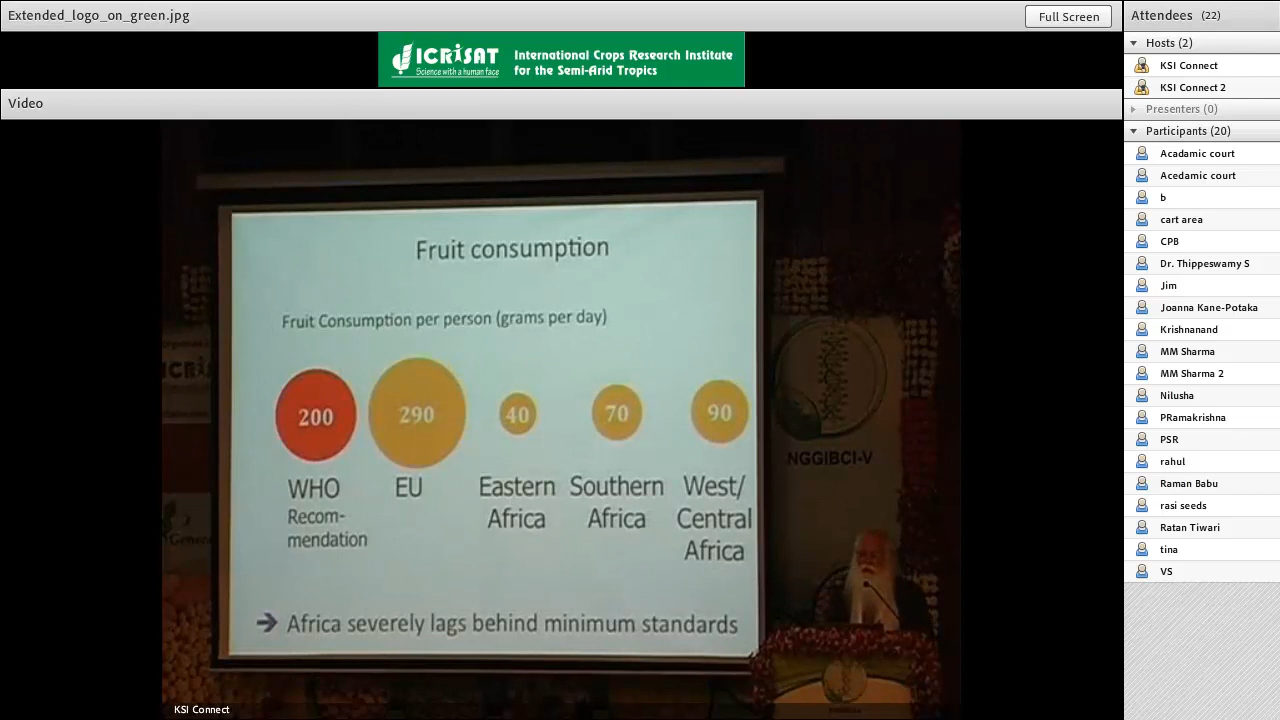 Extended_logo_on_green.jpg
Full Screen
ICRISAT
Science with a human face
International Crops Research Institute
for the Semi-Arid Tropics
Video
Fruit consumption
Fruit Consumption per person (grams per day)
200
290
40
70
90
WHO
Recom-
mendation
EU
Eastern
Africa
Southern
Africa
West/
Central
Africa
➔ Africa severely lags behind minimum standards
NGGIBCI-V
KSI Connect
Attendees (22)
Hosts (2)
KSI Connect
KSI Connect 2
Presenters (0)
Participants (20)
Acadamic court
Acedamic court
b
cart area
CPB
Dr. Thippeswamy S
Jim
Joanna Kane-Potaka
Krishnanand
MM Sharma
MM Sharma 2
Nilusha
PRamakrishna
PSR
rahul
Raman Babu
rasi seeds
Ratan Tiwari
tina
VS